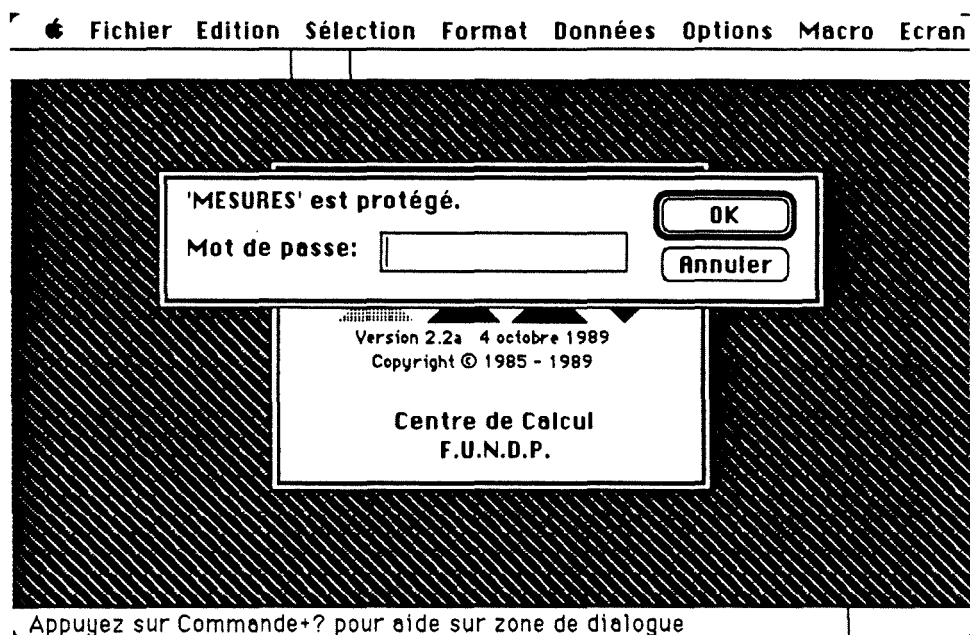 Fichier Edition Sélection Format Données Options Macro Ecran
'MESURES' est protégé.
OK
Mot de passe:
Annuler
Version 2.2a 4 octobre 1989
Copyright © 1985 - 1989
Centre de Calcul
F.U.N.D.P.
Appuyez sur Commande+? pour aide sur zone de dialogue